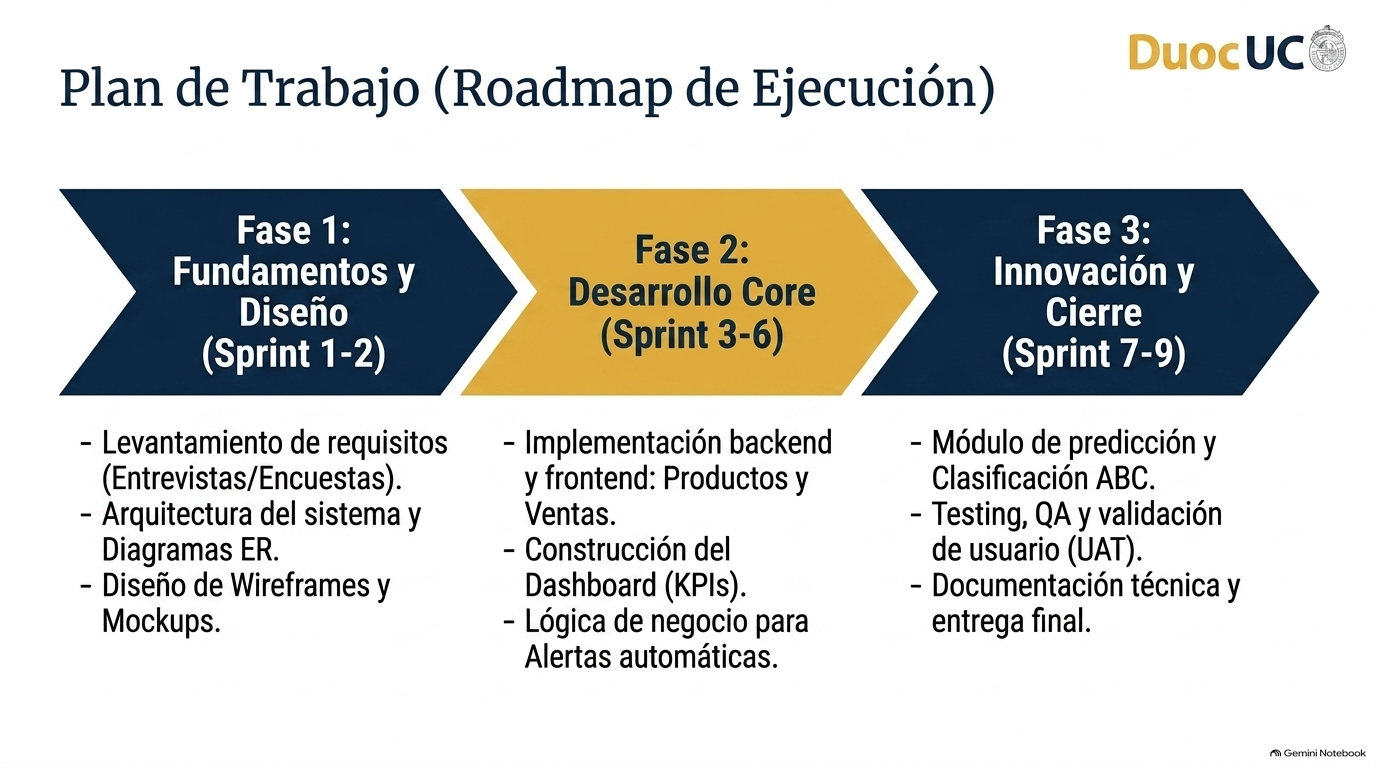 Duoc UC
Plan de Trabajo (Roadmap de Ejecución)
Fase 1:
Fundamentos y
Diseño
(Sprint 1-2)
Fase 2:
Desarrollo Core
(Sprint 3-6)
Fase 3:
Innovación y
Cierre
(Sprint 7-9)
- Levantamiento de requisitos
(Entrevistas/Encuestas).
- Arquitectura del sistema y
Diagramas ER.
- Diseño de Wireframes y
Mockups.
- Implementación backend
y frontend: Productos y
Ventas.
- Construcción del
Dashboard (KPIs).
- Lógica de negocio para
Alertas automáticas.
- Módulo de predicción y
Clasificación ABC.
- Testing, QA y validación
de usuario (UAT).
- Documentación técnica y
entrega final.
Gemini Notebook